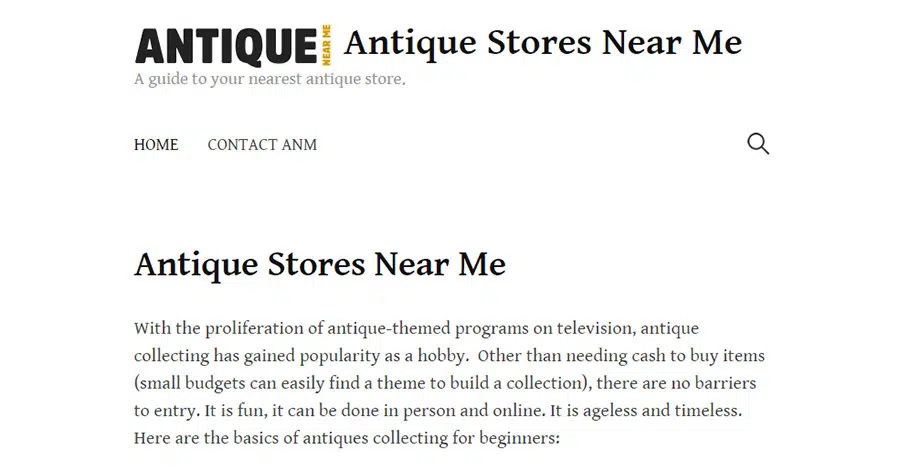 ANTIQUE NEAR ME Antique Stores Near Me
A guide to your nearest antique store.
HOME CONTACT ANM
Antique Stores Near Me
With the proliferation of antique-themed programs on television, antique
collecting has gained popularity as a hobby.  Other than needing cash to buy items
(small budgets can easily find a theme to build a collection), there are no barriers
to entry. It is fun, it can be done in person and online. It is ageless and timeless.
Here are the basics of antiques collecting for beginners: